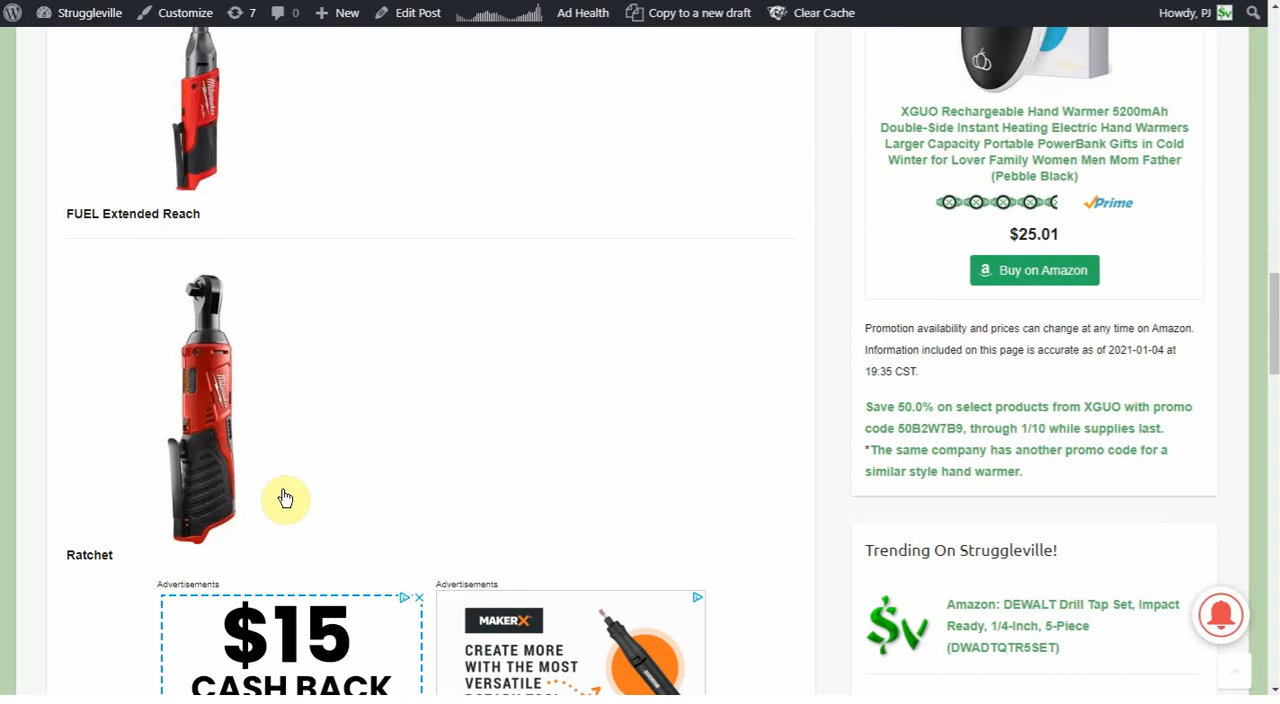 Struggleville
Customize
7
0
New
Edit Post
Ad Health
Copy to a new draft
Clear Cache
Howdy, PJ
Milwaukee
FUEL Extended Reach
Milwaukee
Ratchet
Advertisements
$15
CASH BACK
Advertisements
MAKERX
CREATE MORE
WITH THE MOST
VERSATILE
XGUO Rechargeable Hand Warmer 5200mAh
Double-Side Instant Heating Electric Hand Warmers
Larger Capacity Portable PowerBank Gifts in Cold
Winter for Lover Family Women Men Mom Father
(Pebble Black)
Prime
$25.01
a Buy on Amazon
Promotion availability and prices can change at any time on Amazon.
Information included on this page is accurate as of 2021-01-04 at
19:35 CST.
Save 50.0% on select products from XGUO with promo
code 50B2W7B9, through 1/10 while supplies last.
*The same company has another promo code for a
similar style hand warmer.
Trending On Struggleville!
$v
Amazon: DEWALT Drill Tap Set, Impact
Ready, 1/4-Inch, 5-Piece
(DWADTQTR5SET)